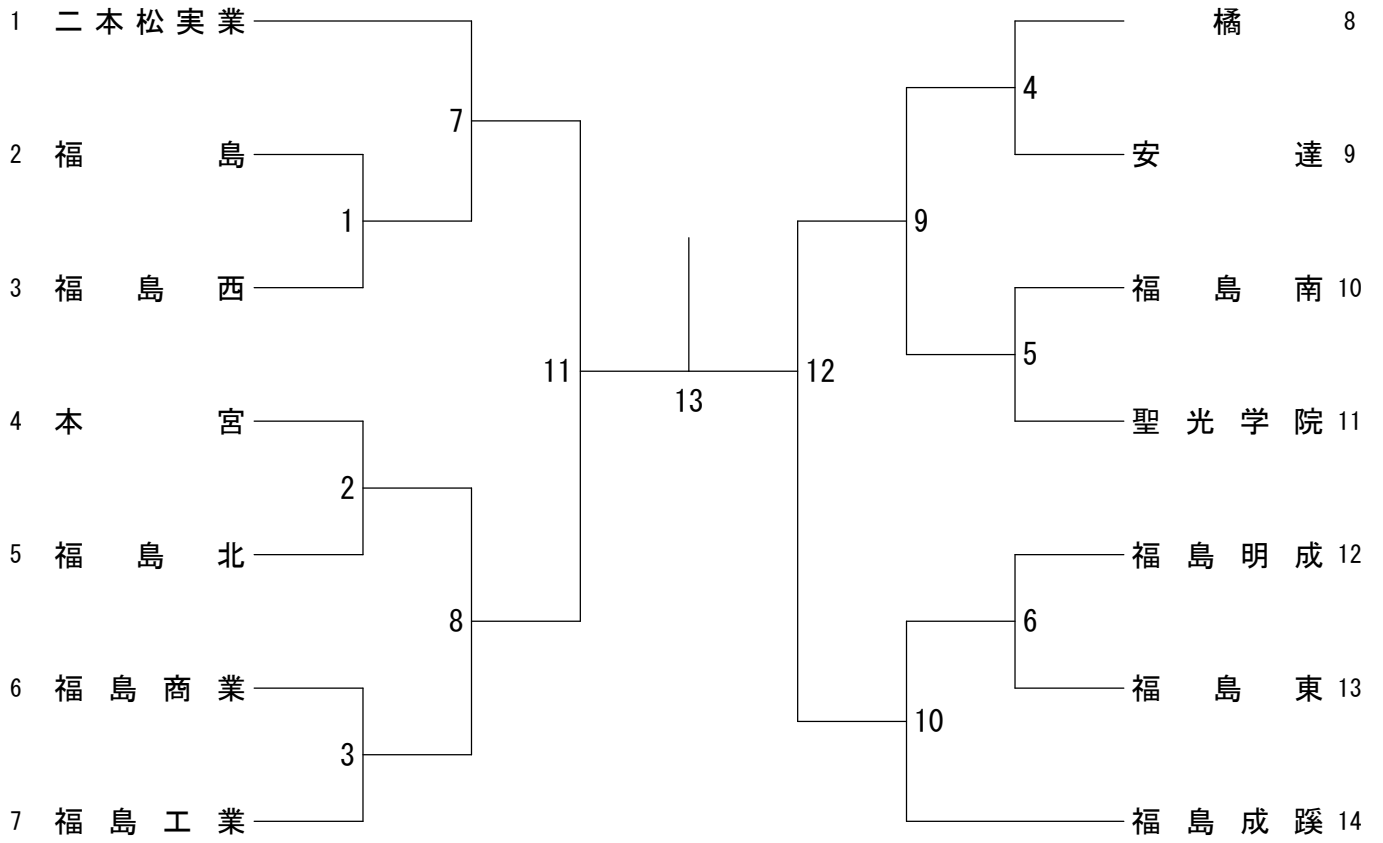 1 二本松実業
2 福島
1
3 福島西
4 本宮
2
5 福島北
6 福島商業
3
7 福島工業
7
8
11
13
12
9
10
橘 8
4
安達 9
福島南 10
5
聖光学院 11
福島明成 12
6
福島東 13
福島成蹊 14